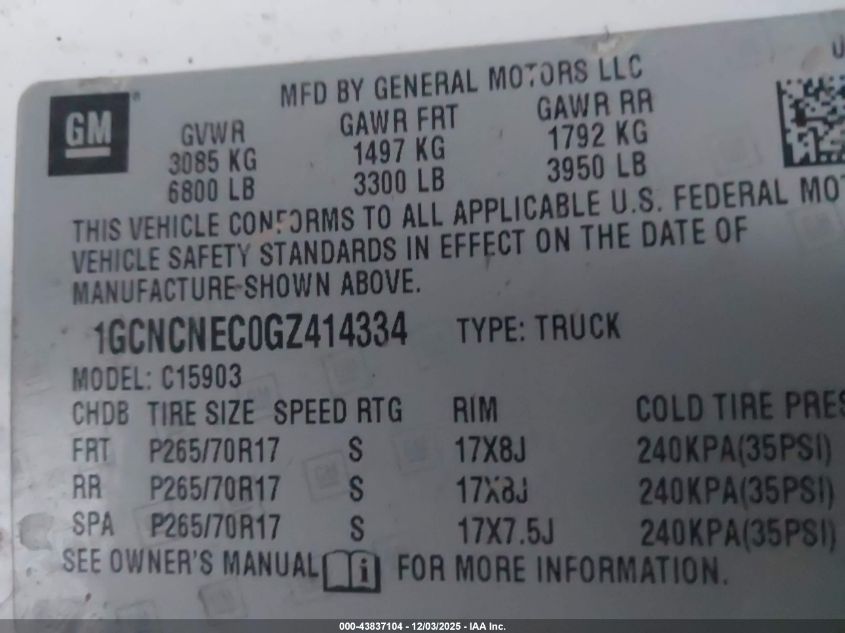 MFD BY GENERAL MOTORS LLC
GM
GVWR GAWR FRT GAWR RR
3085 KG 1497 KG 1792 KG
6800 LB 3300 LB 3950 LB
THIS VEHICLE CONFORMS TO ALL APPLICABLE U.S. FEDERAL MO
VEHICLE SAFETY STANDARDS IN EFFECT ON THE DATE OF
MANUFACTURE SHOWN ABOVE.
1GCNCNEC0GZ414334 TYPE: TRUCK
MODEL: C15903
CHDB TIRE SIZE SPEED RTG RIM COLD TIRE PRES
FRT P265/70R17 S 17X8J 240KPA(35PSI)
RR P265/70R17 S 17X8J 240KPA(35PSI)
SPA P265/70R17 S 17X7.5J 240KPA(35PSI)
SEE OWNER'S MANUAL i FOR MORE INFORMATION.
000-43837104 - 12/03/2025 - IAA Inc.